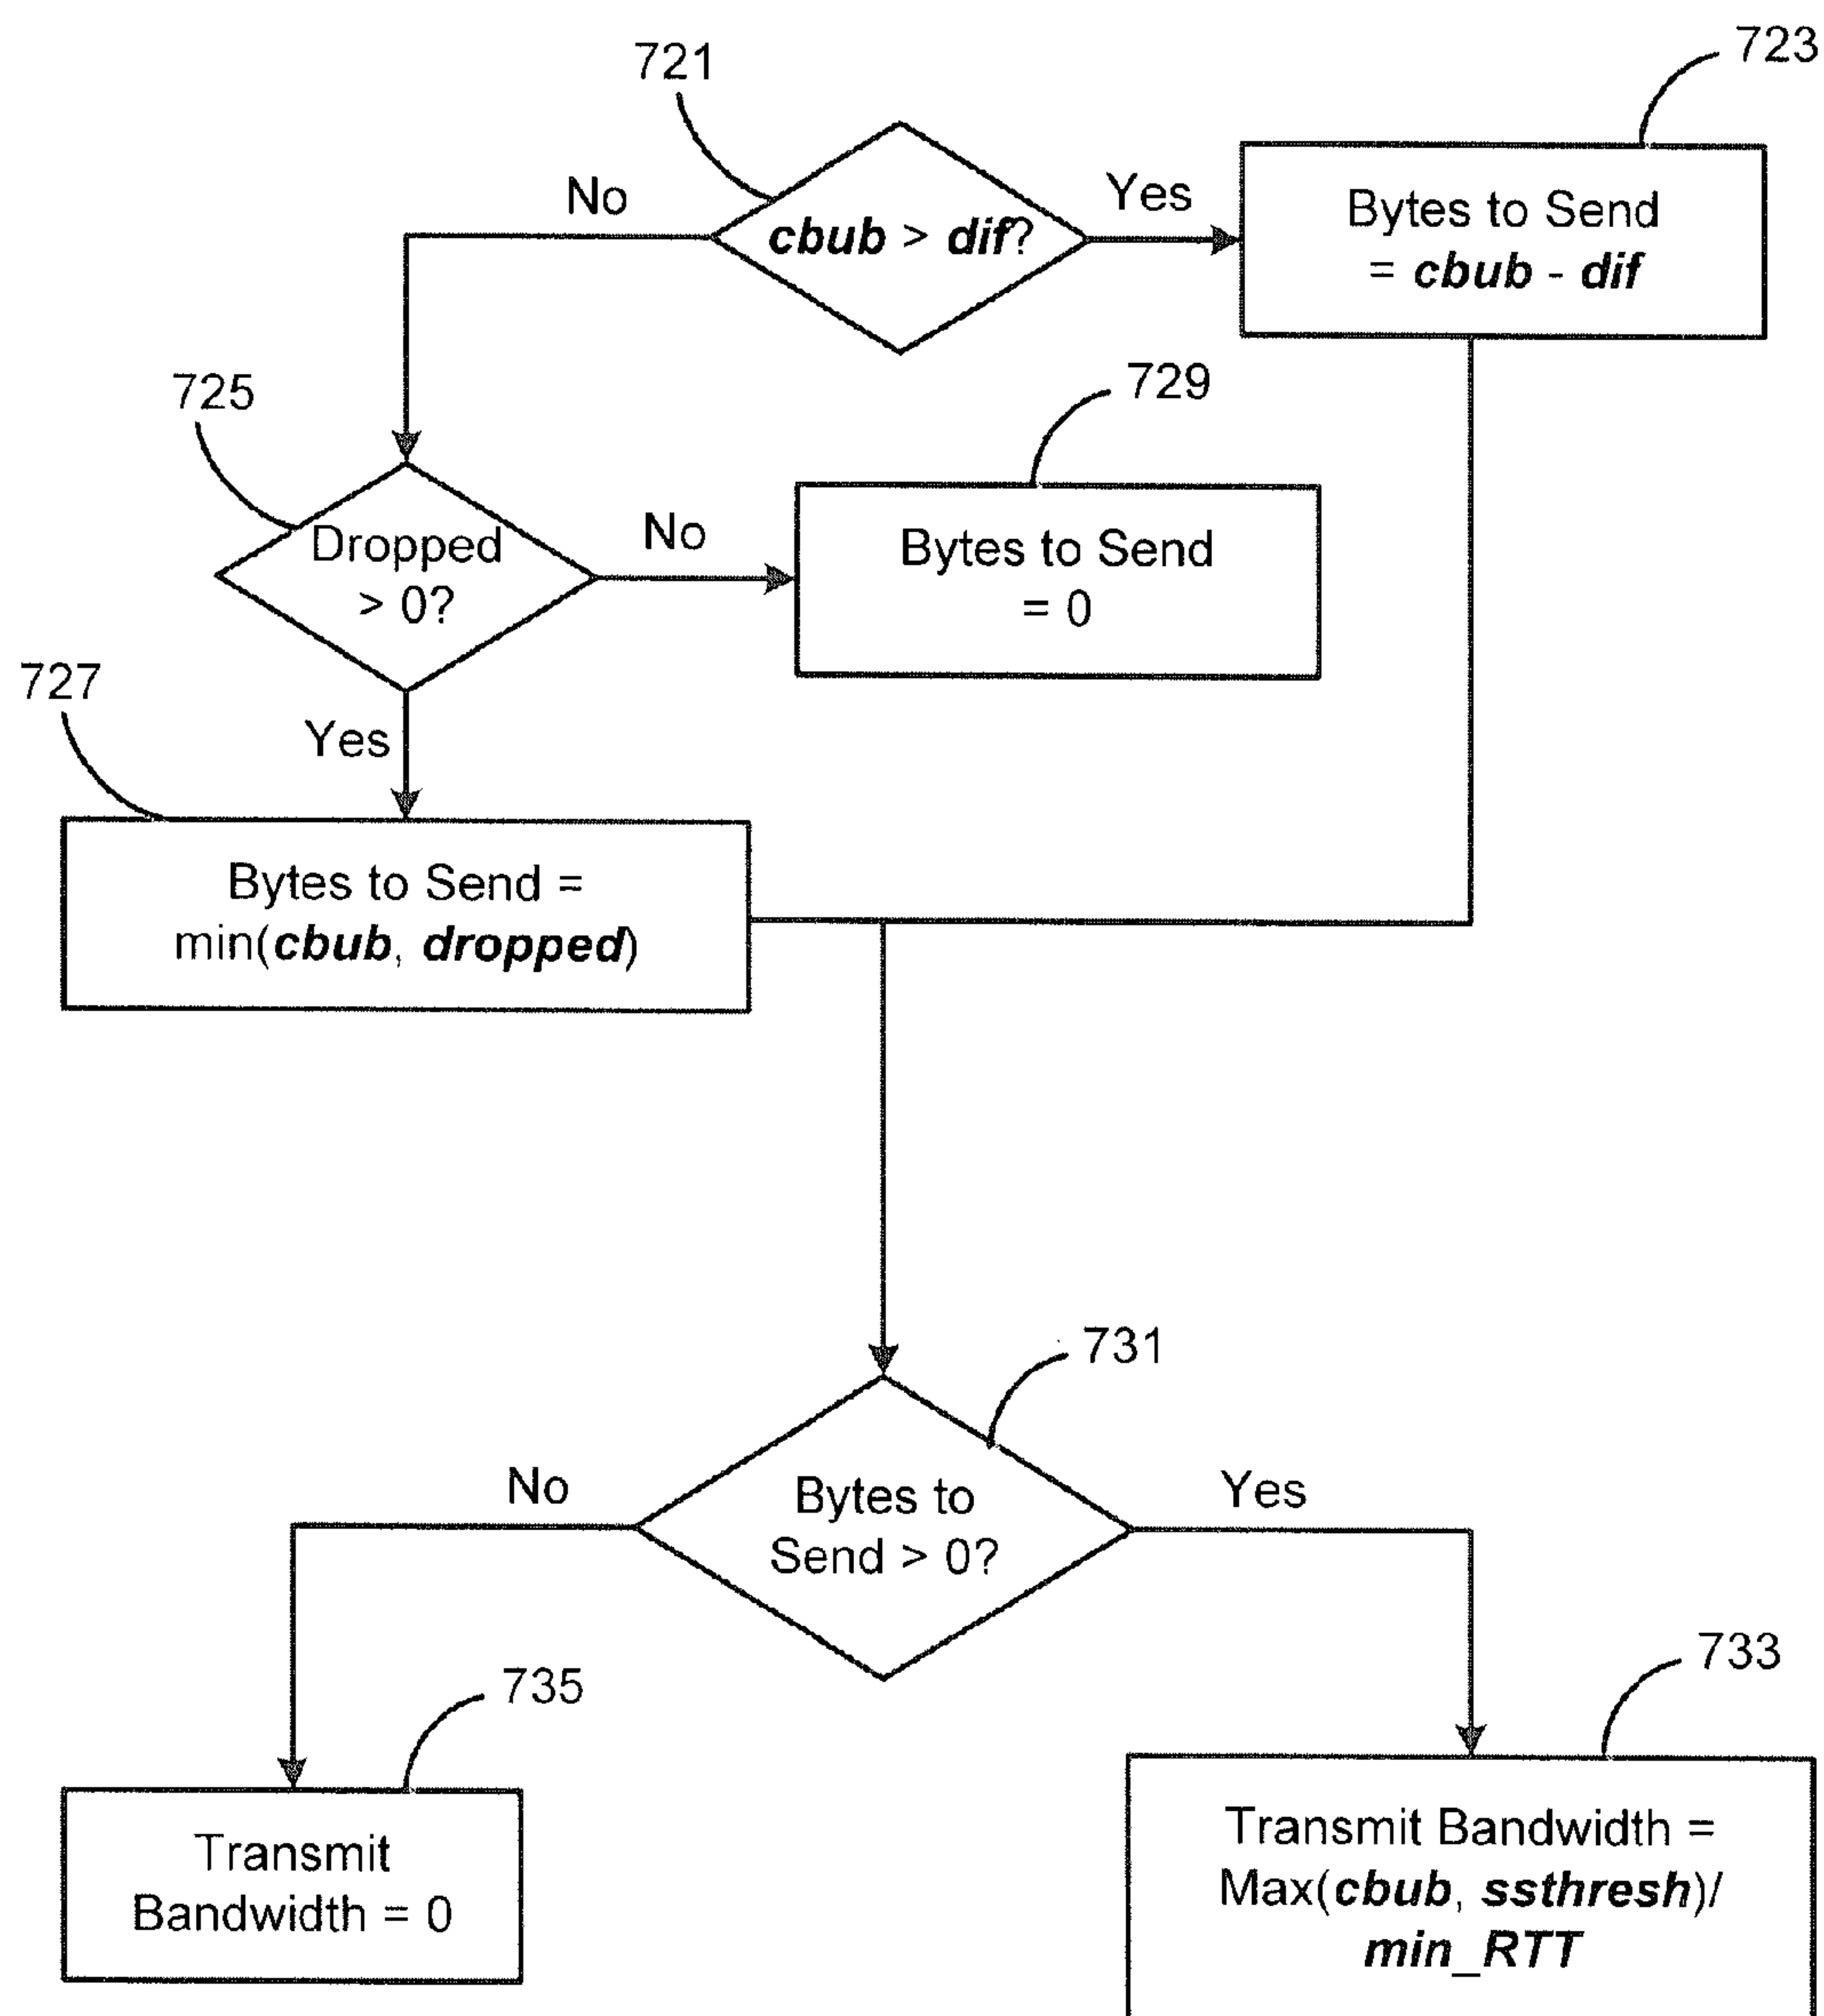 721
723
No
Yes
cbub > dif?
Bytes to Send
= cbub - dif
725
729
Dropped
> 0?
No
Bytes to Send
= 0
727
Yes
Bytes to Send =
min(cbub, dropped)
731
No
Bytes to
Send > 0?
Yes
735
733
Transmit
Bandwidth = 0
Transmit Bandwidth =
Max(cbub, ssthresh)/
min_RTT